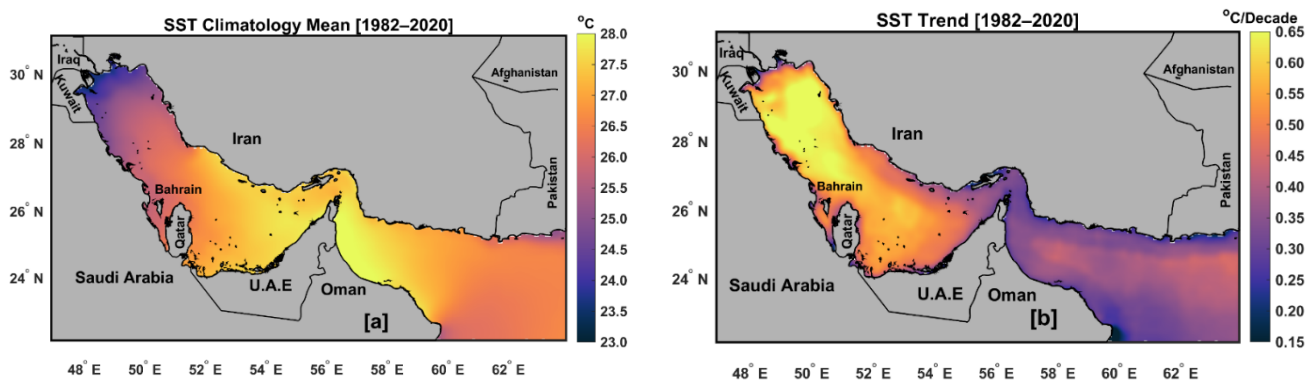 SST Climatology Mean [1982–2020]
°C
30° N
28° N
26° N
24° N
Iraq
Kuwait
Iran
Afghanistan
Pakistan
Bahrain
Qatar
Saudi Arabia
U.A.E
Oman
[a]
28.0
27.5
27.0
26.5
26.0
25.5
25.0
24.5
24.0
23.5
23.0
48° E 50° E 52° E 54° E 56° E 58° E 60° E 62° E
SST Trend [1982–2020]
°C/Decade
30° N
28° N
26° N
24° N
Iraq
Kuwait
Iran
Afghanistan
Pakistan
Bahrain
Qatar
Saudi Arabia
U.A.E
Oman
[b]
0.65
0.60
0.55
0.50
0.45
0.40
0.35
0.30
0.25
0.20
0.15
48° E 50° E 52° E 54° E 56° E 58° E 60° E 62° E